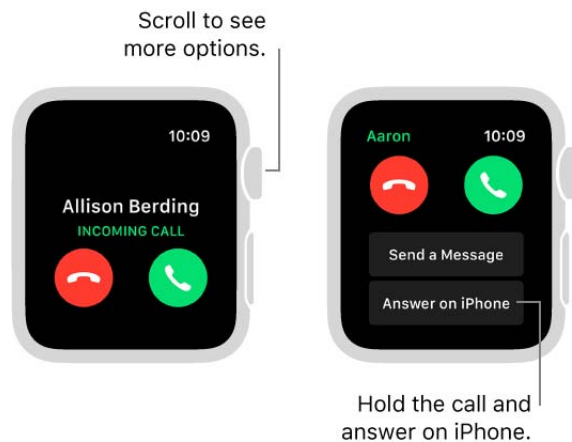 Scroll to see
more options.
10:09
Allison Berding
INCOMING CALL
Aaron
10:09
Send a Message
Answer on iPhone
Hold the call and
answer on iPhone.